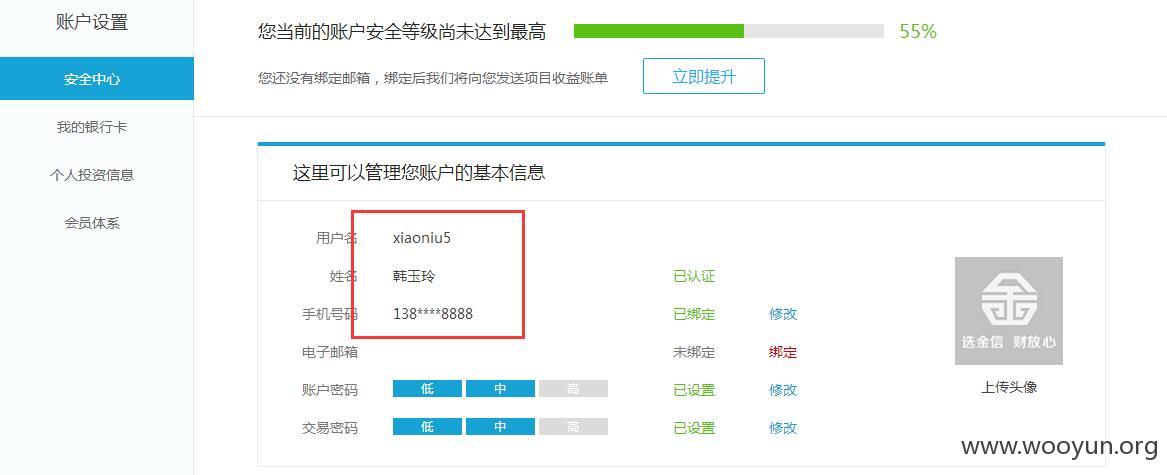 账户设置
安全中心
我的银行卡
个人投资信息
会员体系
您当前的账户安全等级尚未达到最高 55%
您还没有绑定邮箱，绑定后我们将向您发送项目收益账单 立即提升
这里可以管理您账户的基本信息
用户名 xiaoniu5
姓名 韩玉玲 已认证
手机号码 138****8888 已绑定 修改
电子邮箱 未绑定 绑定
账户密码 低 中 高 已设置 修改
交易密码 低 中 高 已设置 修改
选金信 财放心
上传头像
www.wooyun.org